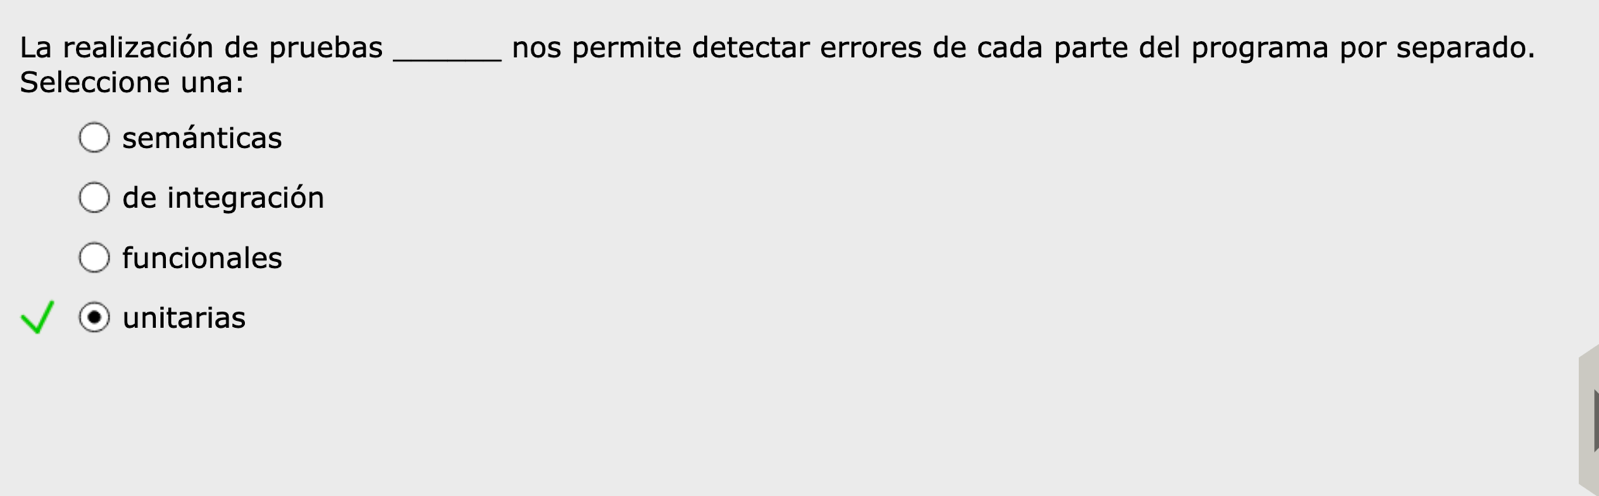 La realización de pruebas _______ nos permite detectar errores de cada parte del programa por separado.
Seleccione una:
semánticas
de integración
funcionales
unitarias